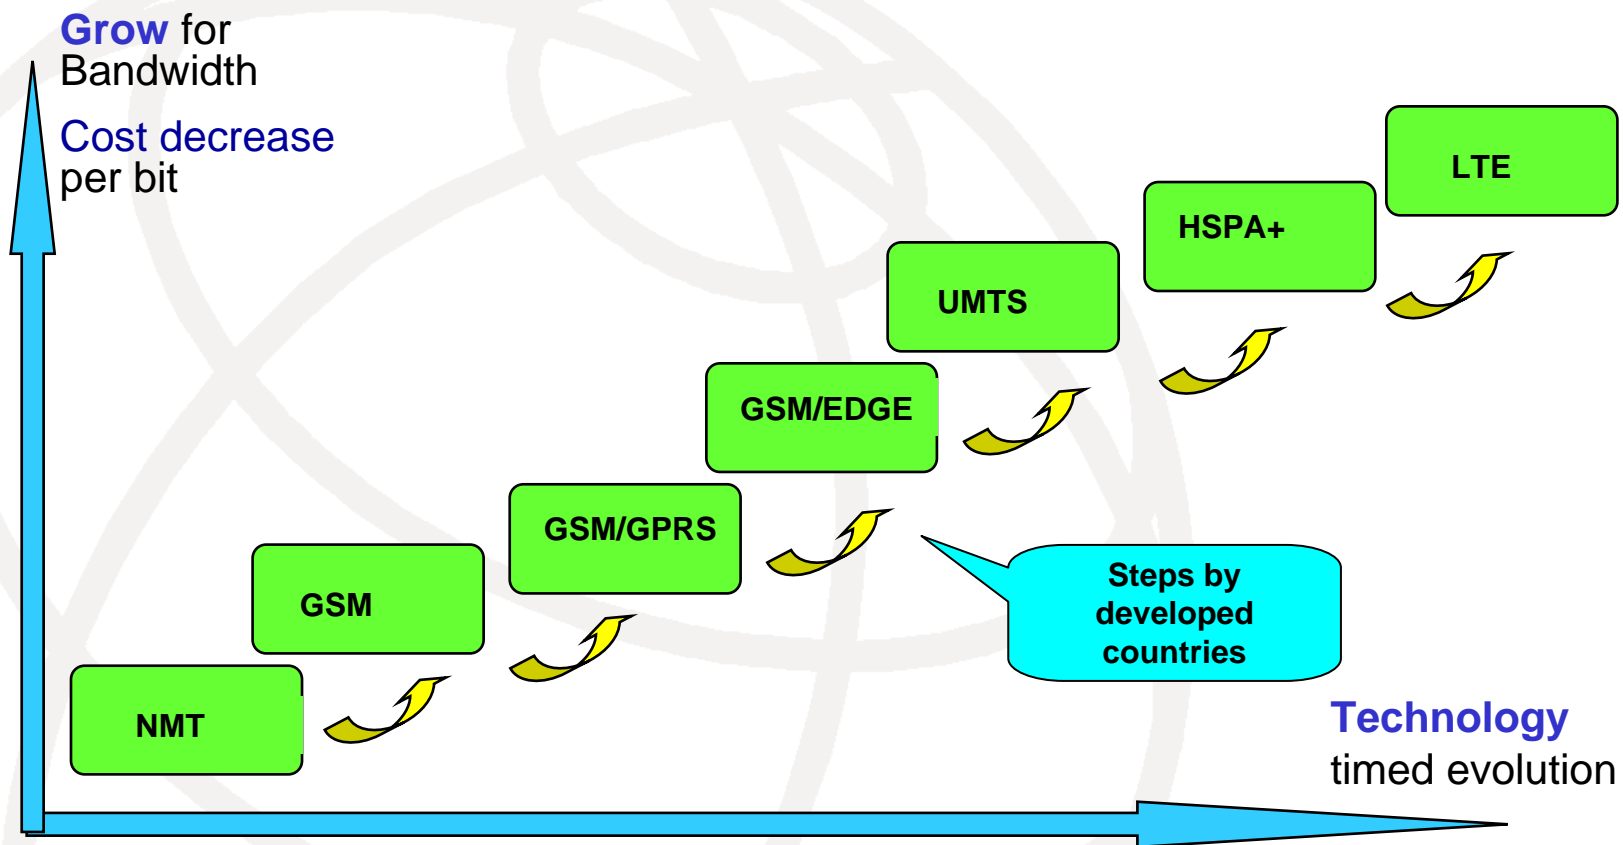 Grow for
Bandwidth
Cost decrease
per bit
LTE
HSPA+
UMTS
GSM/EDGE
GSM/GPRS
GSM
NMT
Steps by
developed
countries
Technology
timed evolution